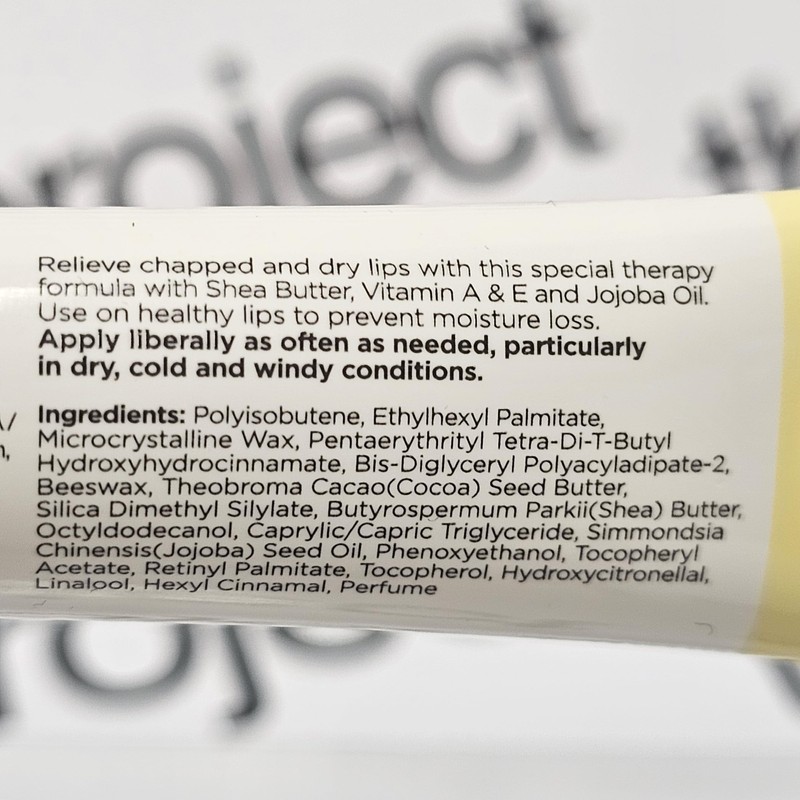 roject
Relieve chapped and dry lips with this special therapy
formula with Shea Butter, Vitamin A & E and Jojoba Oil.
Use on healthy lips to prevent moisture loss.
Apply liberally as often as needed, particularly
in dry, cold and windy conditions.
Ingredients: Polyisobutene, Ethylhexyl Palmitate,
Microcrystalline Wax, Pentaerythrityl Tetra-Di-T-Butyl
Hydroxyhydrocinnamate, Bis-Diglyceryl Polyacyladipate-2,
Beeswax, Theobroma Cacao(Cocoa) Seed Butter,
Silica Dimethyl Silylate, Butyrospermum Parkii(Shea) Butter,
Octyldodecanol, Caprylic/Capric Triglyceride, Simmondsia
Chinensis(Jojoba) Seed Oil, Phenoxyethanol, Tocopheryl
Acetate, Retinyl Palmitate, Tocopherol, Hydroxycitronellal,
Linalool, Hexyl Cinnamal, Perfume